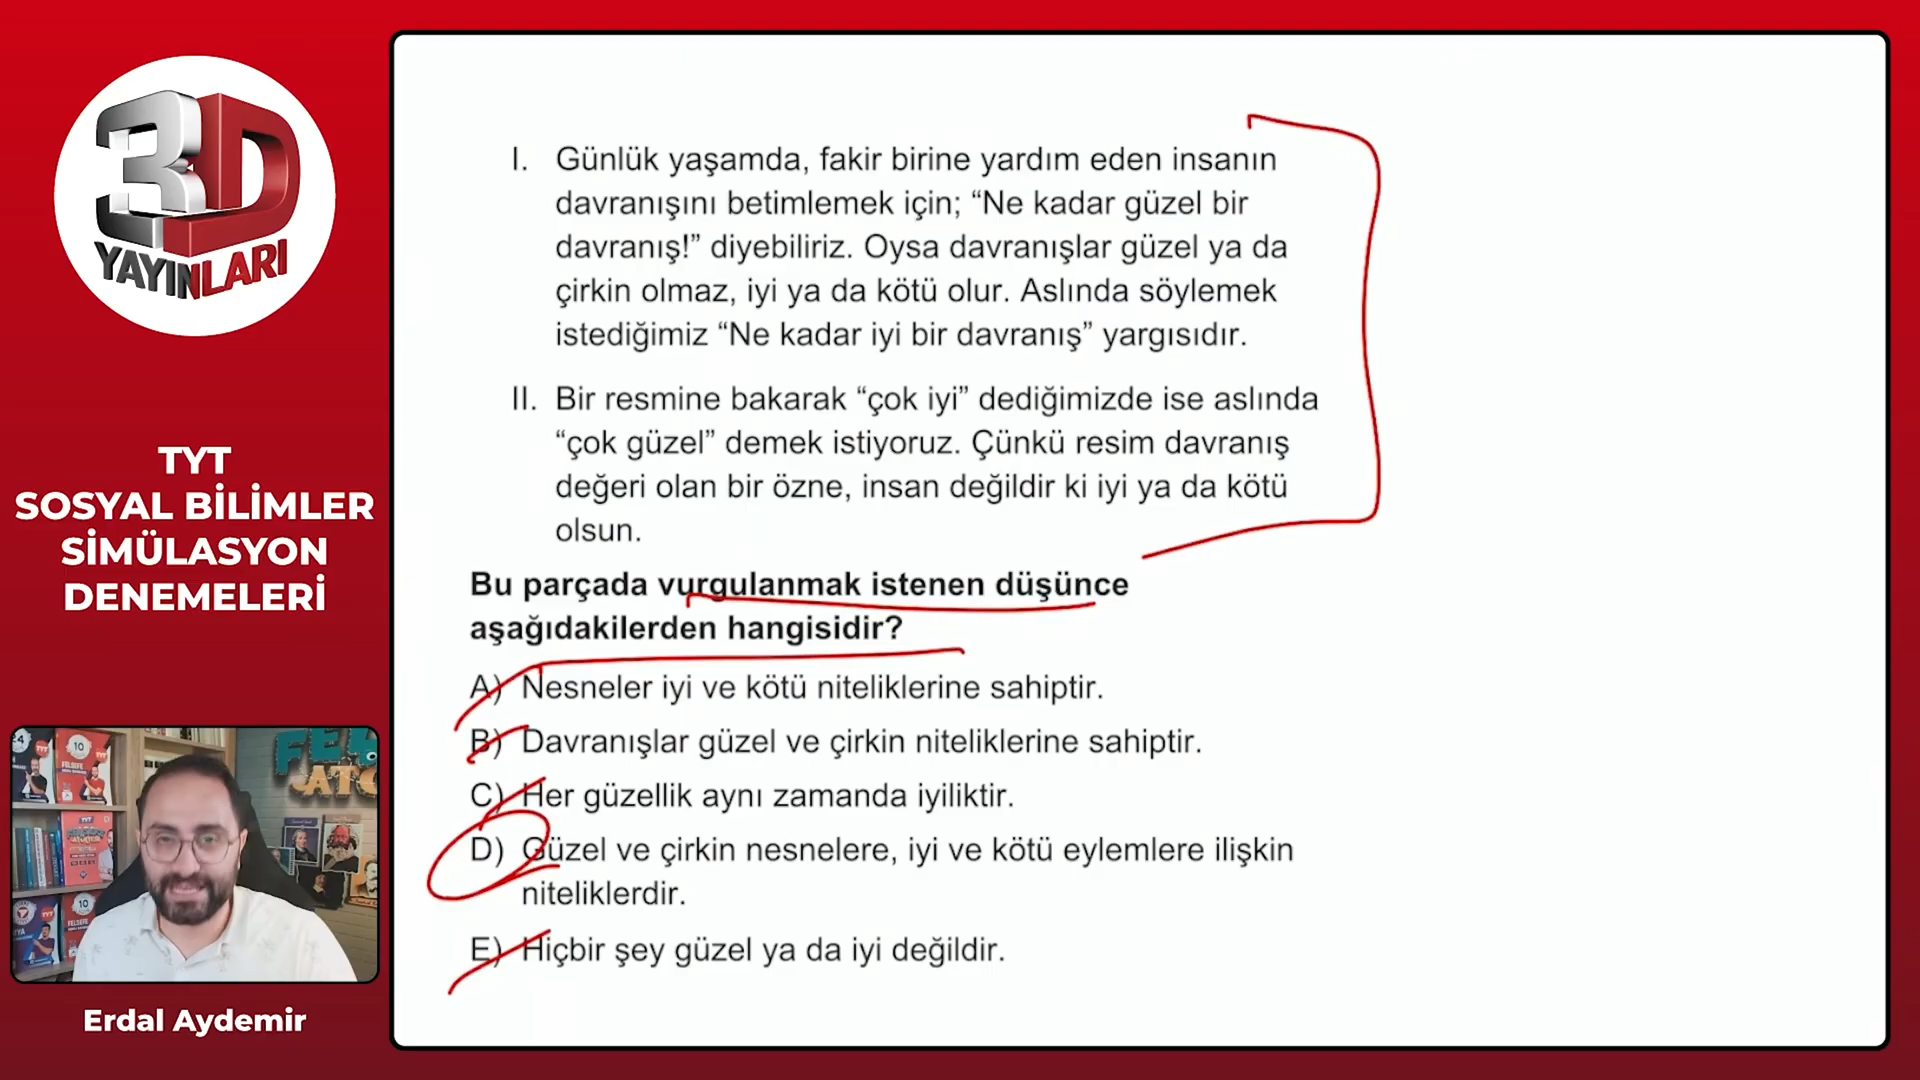 3D
YAYINLARI
TYT
SOSYAL BİLİMLER
SİMÜLASYON
DENEMELERİ
Erdal Aydemir
I. Günlük yaşamda, fakir birine yardım eden insanın
davranışını betimlemek için; “Ne kadar güzel bir
davranış!” diyebiliriz. Oysa davranışlar güzel ya da
çirkin olmaz, iyi ya da kötü olur. Aslında söylemek
istediğimiz “Ne kadar iyi bir davranış” yargısıdır.
II. Bir resmine bakarak “çok iyi” dediğimizde ise aslında
“çok güzel” demek istiyoruz. Çünkü resim davranış
değeri olan bir özne, insan değildir ki iyi ya da kötü
olsun.
Bu parçada vurgulanmak istenen düşünce
aşağıdakilerden hangisidir?
A) Nesneler iyi ve kötü niteliklerine sahiptir.
B) Davranışlar güzel ve çirkin niteliklerine sahiptir.
C) Her güzellik aynı zamanda iyiliktir.
D) Güzel ve çirkin nesnelere, iyi ve kötü eylemlere ilişkin
niteliklerdir.
E) Hiçbir şey güzel ya da iyi değildir.